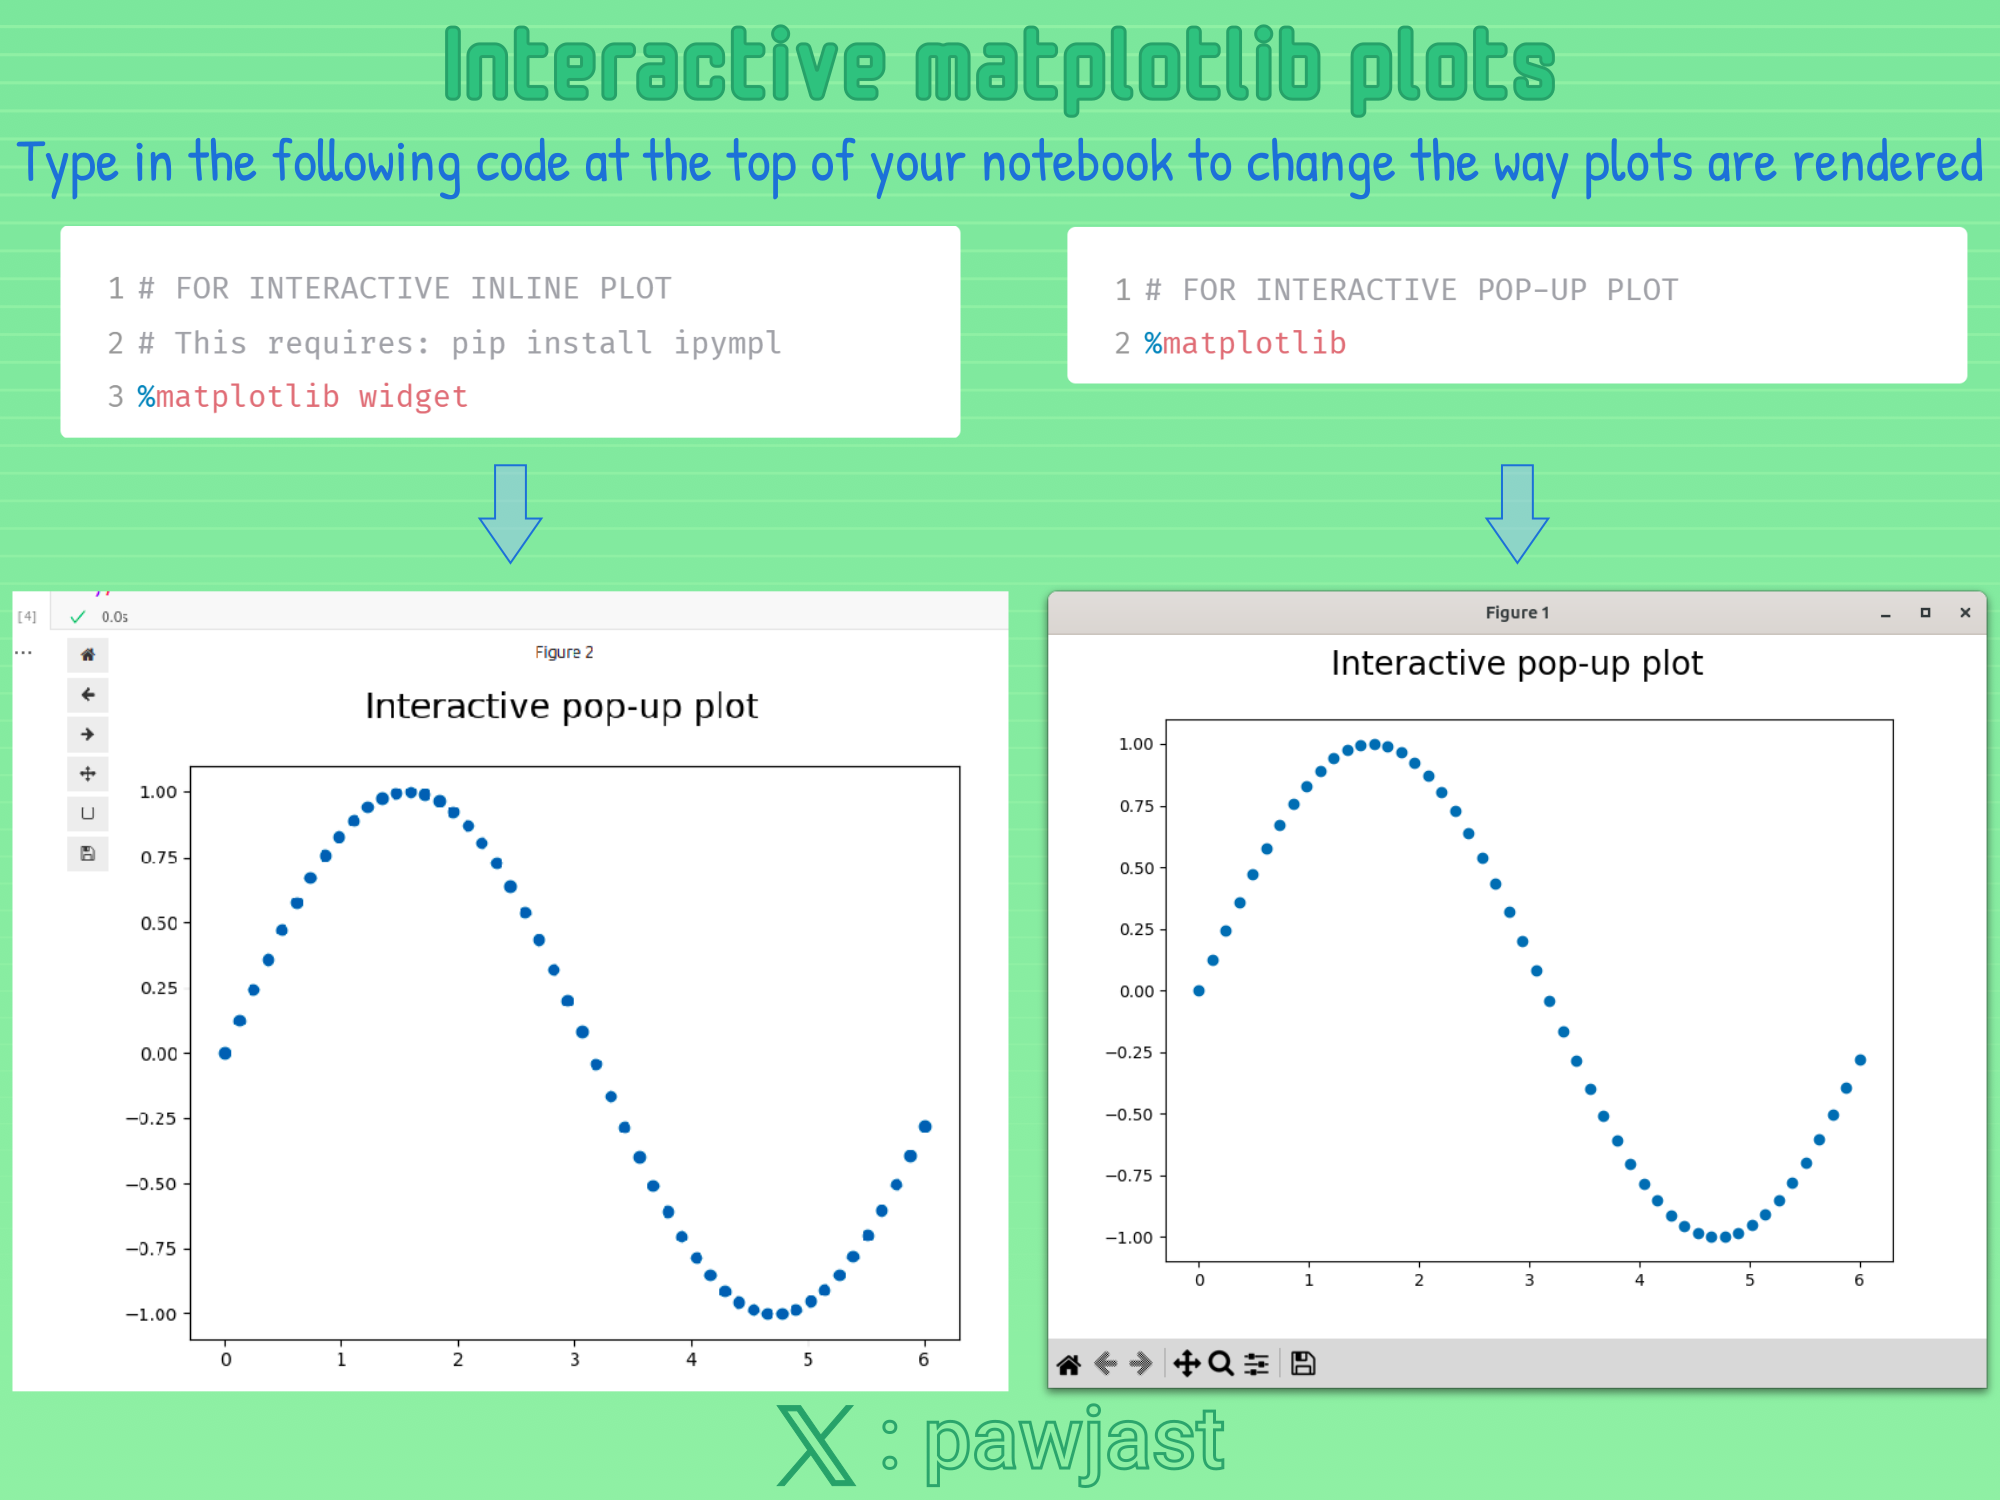 Interactive matplotlib plots
Type in the following code at the top of your notebook to change the way plots are rendered
1 # FOR INTERACTIVE INLINE PLOT
2 # This requires: pip install ipympl
3 %matplotlib widget
1 # FOR INTERACTIVE POP-UP PLOT
2 %matplotlib
[4]
0.0s
...
Figure 2
Interactive pop-up plot
1.00
0.75
0.50
0.25
0.00
−0.25
−0.50
−0.75
−1.00
0 1 2 3 4 5 6
Figure 1
Interactive pop-up plot
1.00
0.75
0.50
0.25
0.00
−0.25
−0.50
−0.75
−1.00
0 1 2 3 4 5 6
X : pawjast